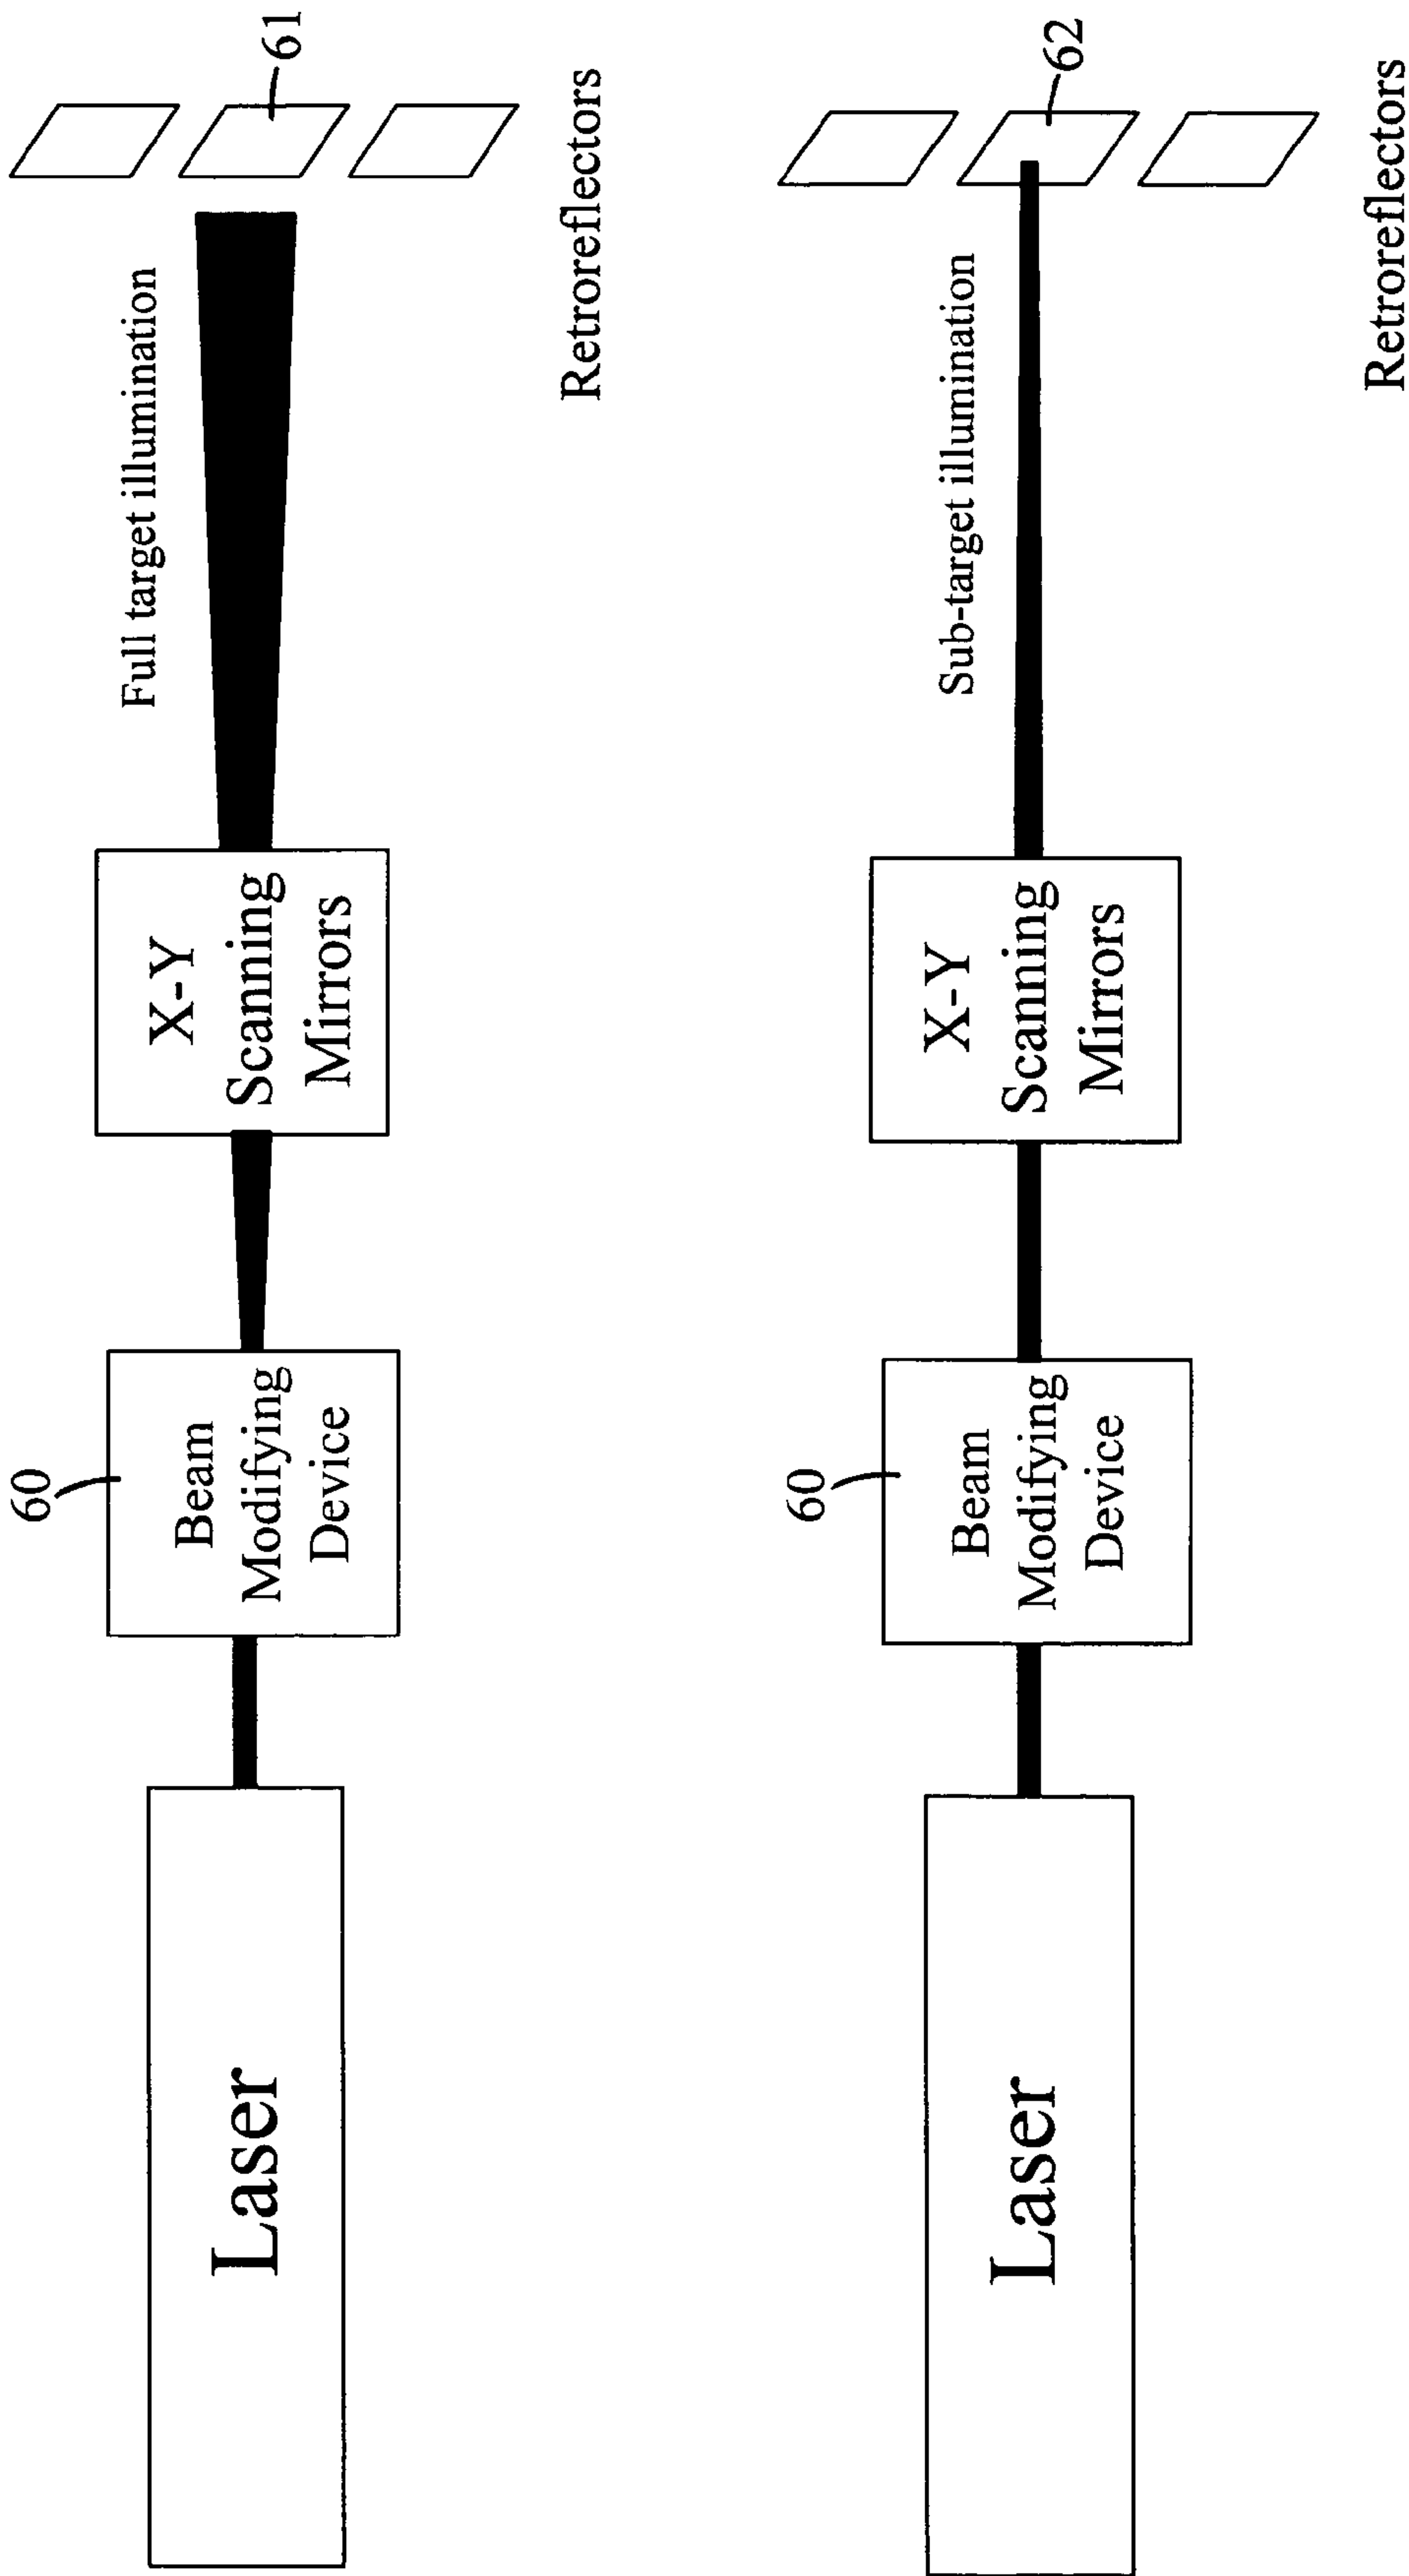 60
61
Laser
Beam
Modifying
Device
X-Y
Scanning
Mirrors
Full target illumination
Retroreflectors
60
62
Laser
Beam
Modifying
Device
X-Y
Scanning
Mirrors
Sub-target illumination
Retroreflectors